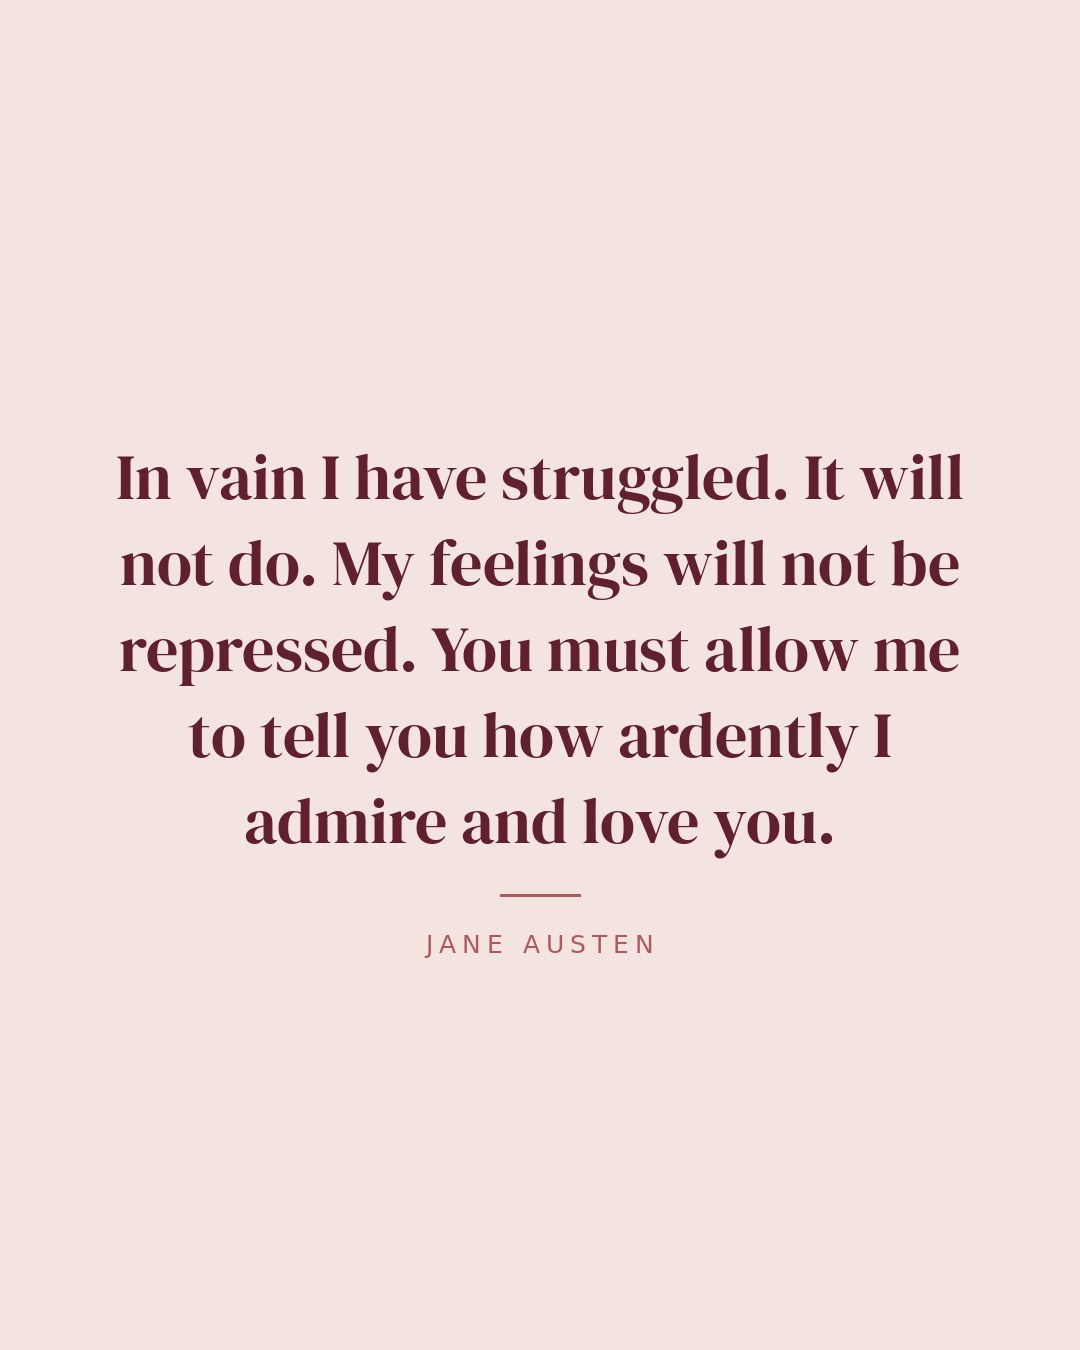 In vain I have struggled. It will
not do. My feelings will not be
repressed. You must allow me
to tell you how ardently I
admire and love you.
JANE AUSTEN